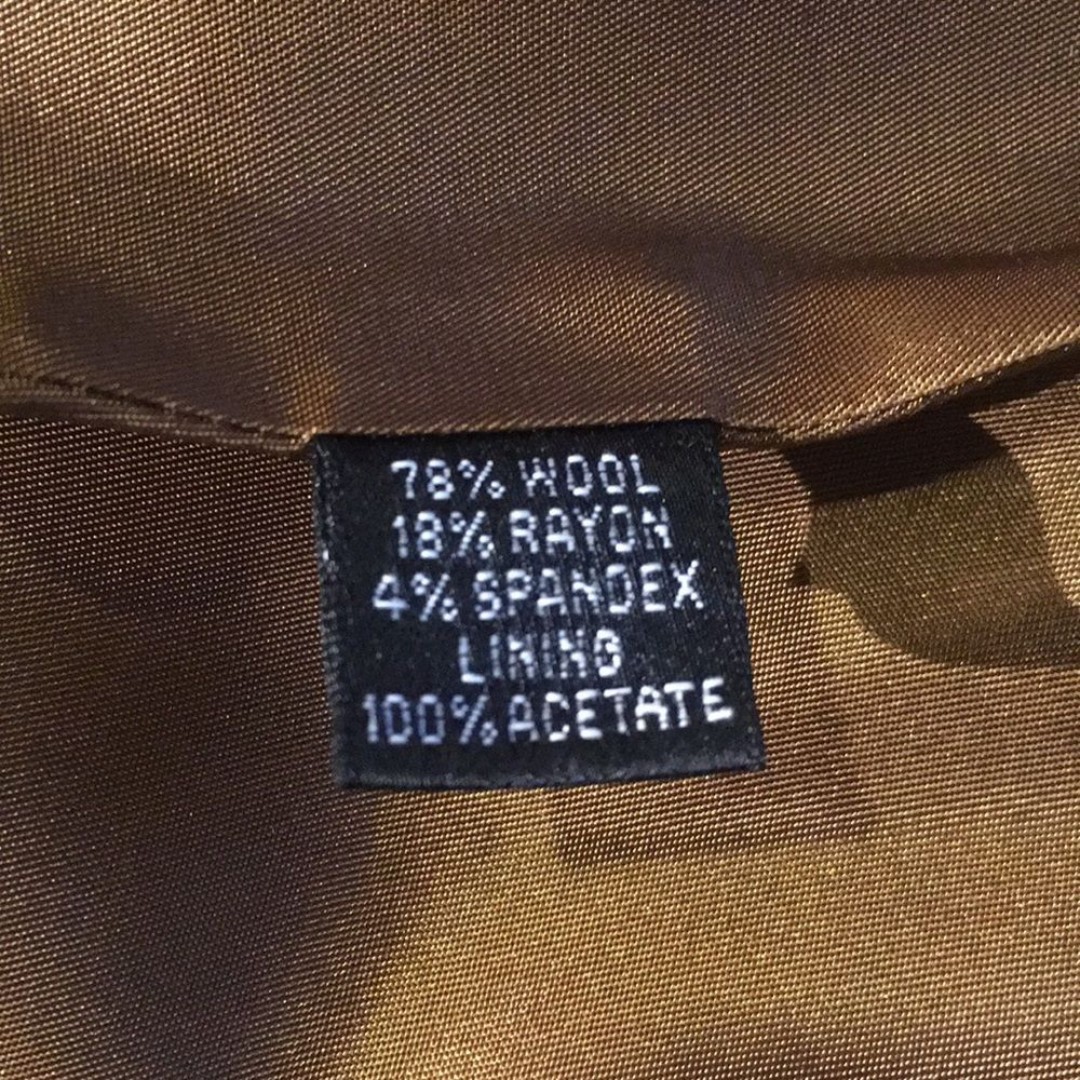 78% WOOL
18% RAYON
4% SPANDEX
LINING
100% ACETATE